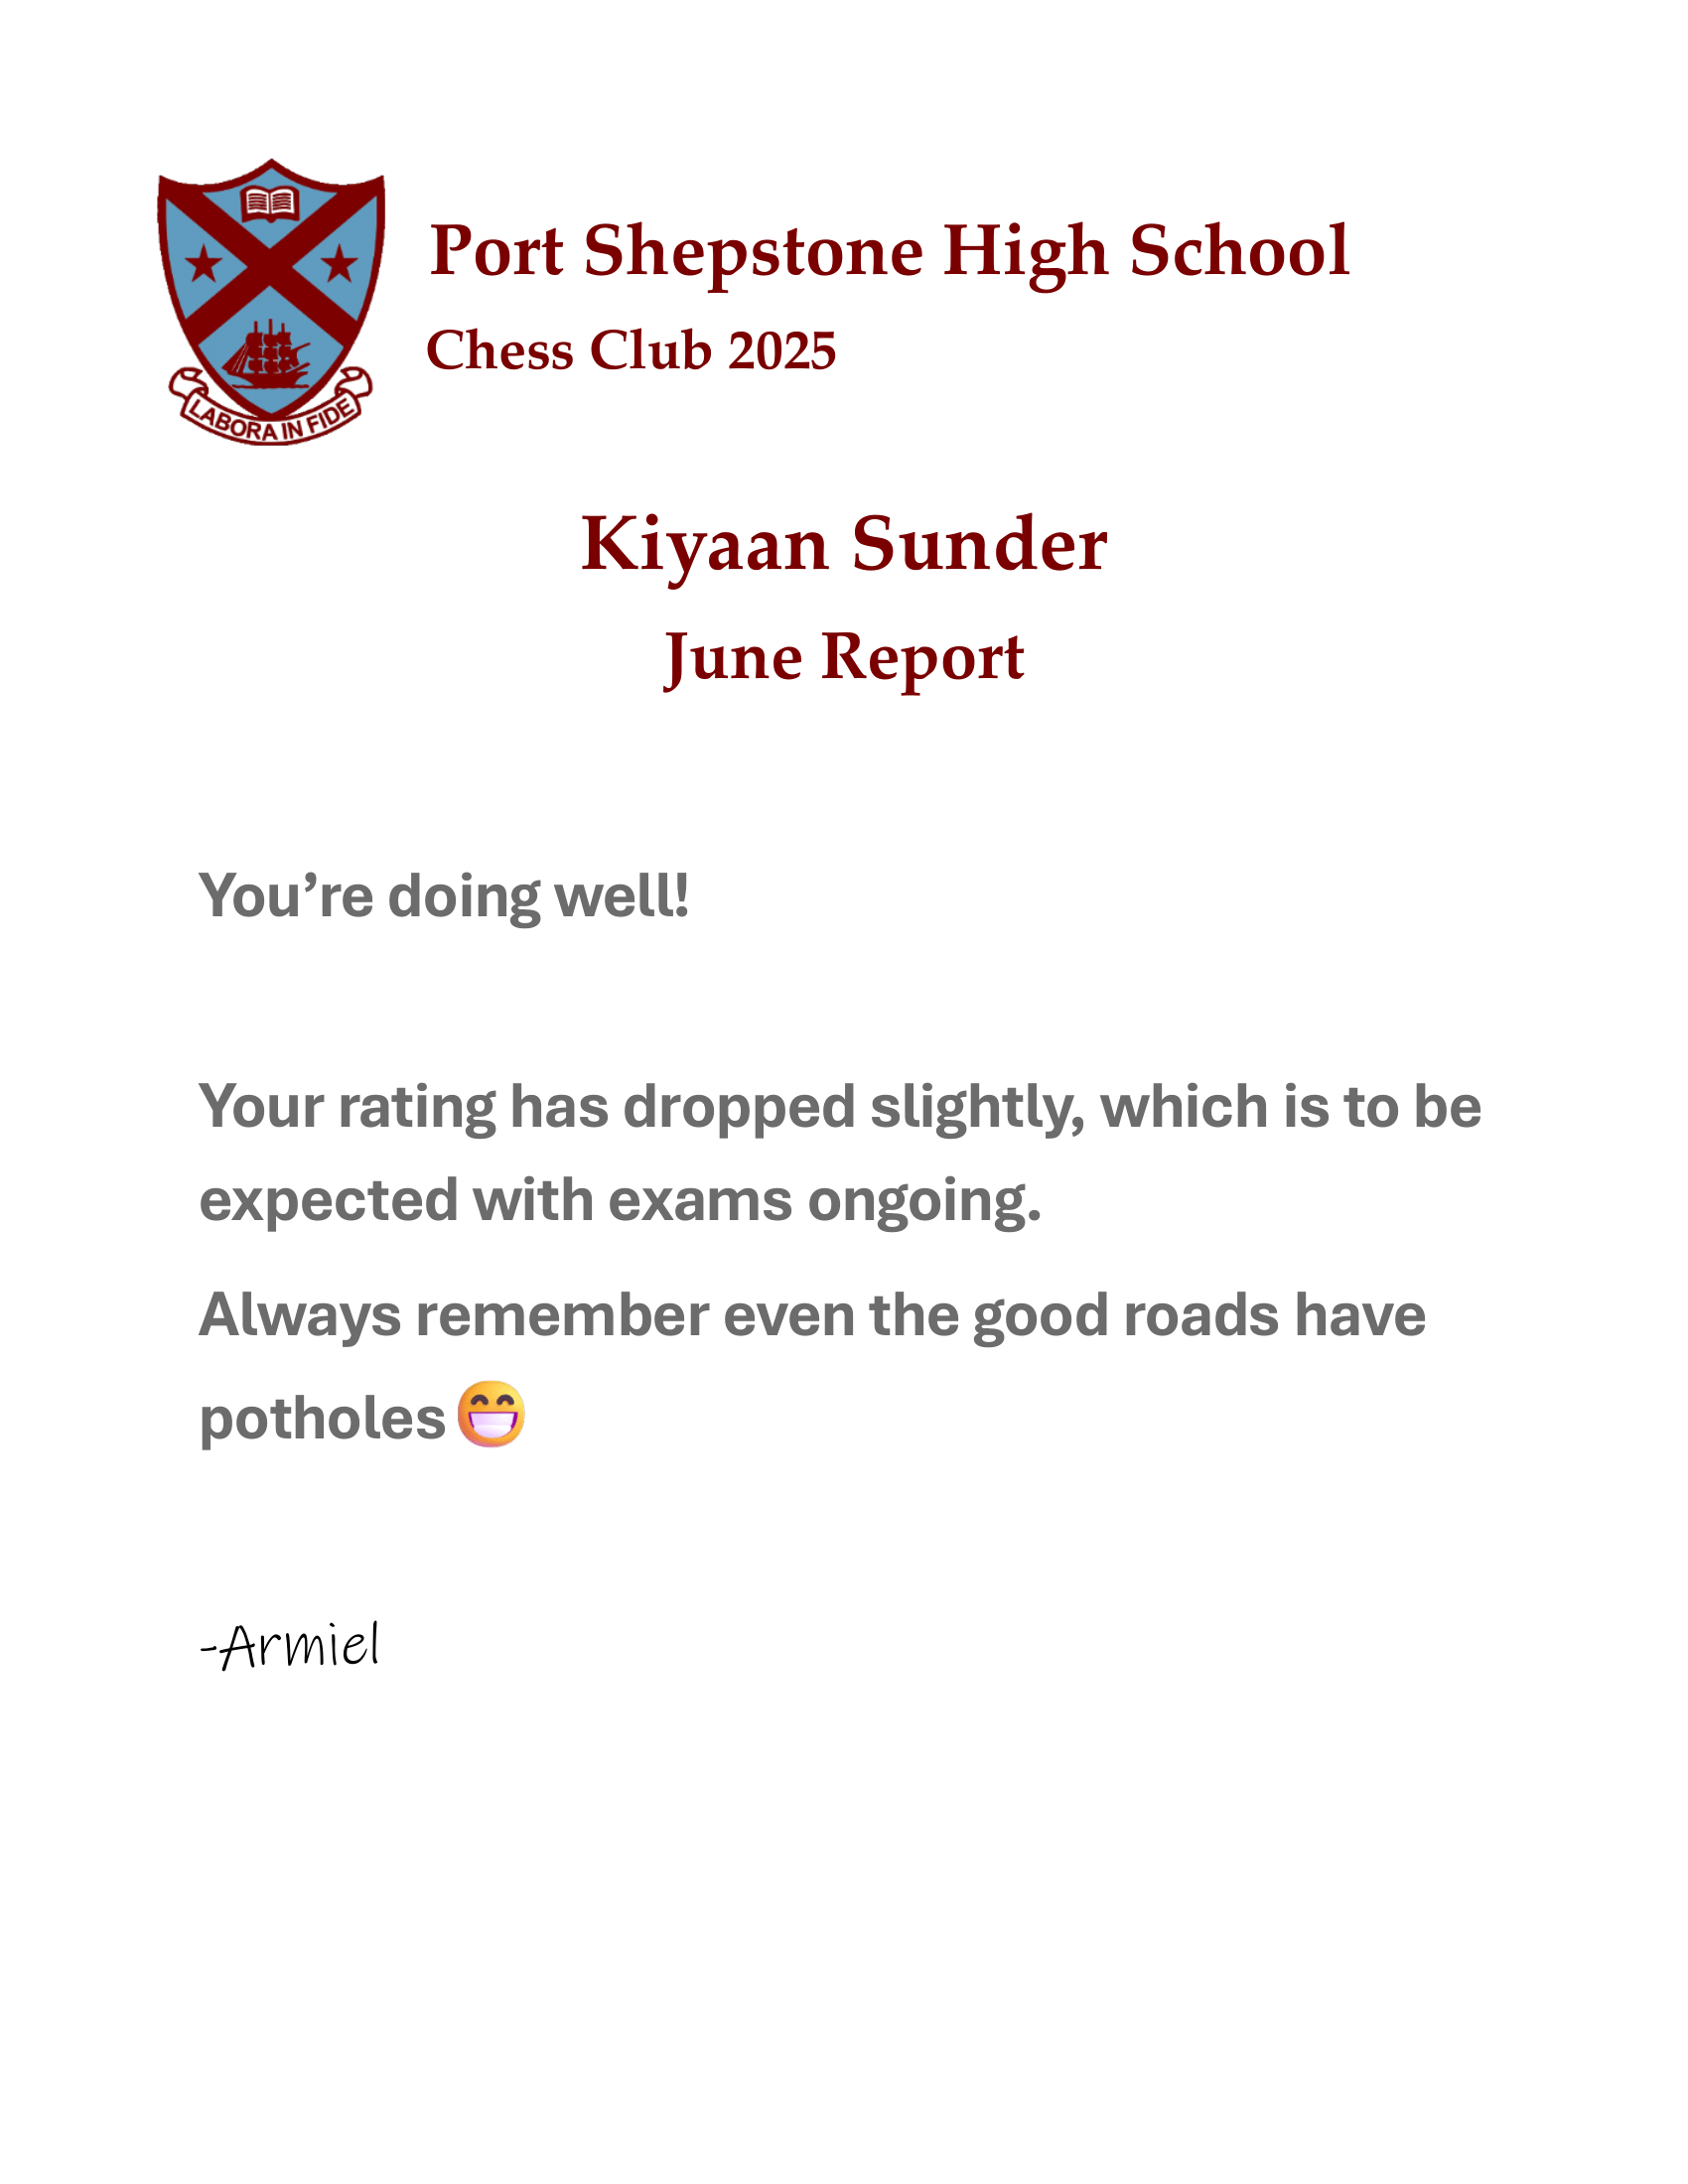 Port Shepstone High School
Chess Club 2025
LABORA IN FIDE
Kiyaan Sunder
June Report
You’re doing well!
Your rating has dropped slightly, which is to be
expected with exams ongoing.
Always remember even the good roads have
potholes 😁
-Armiel